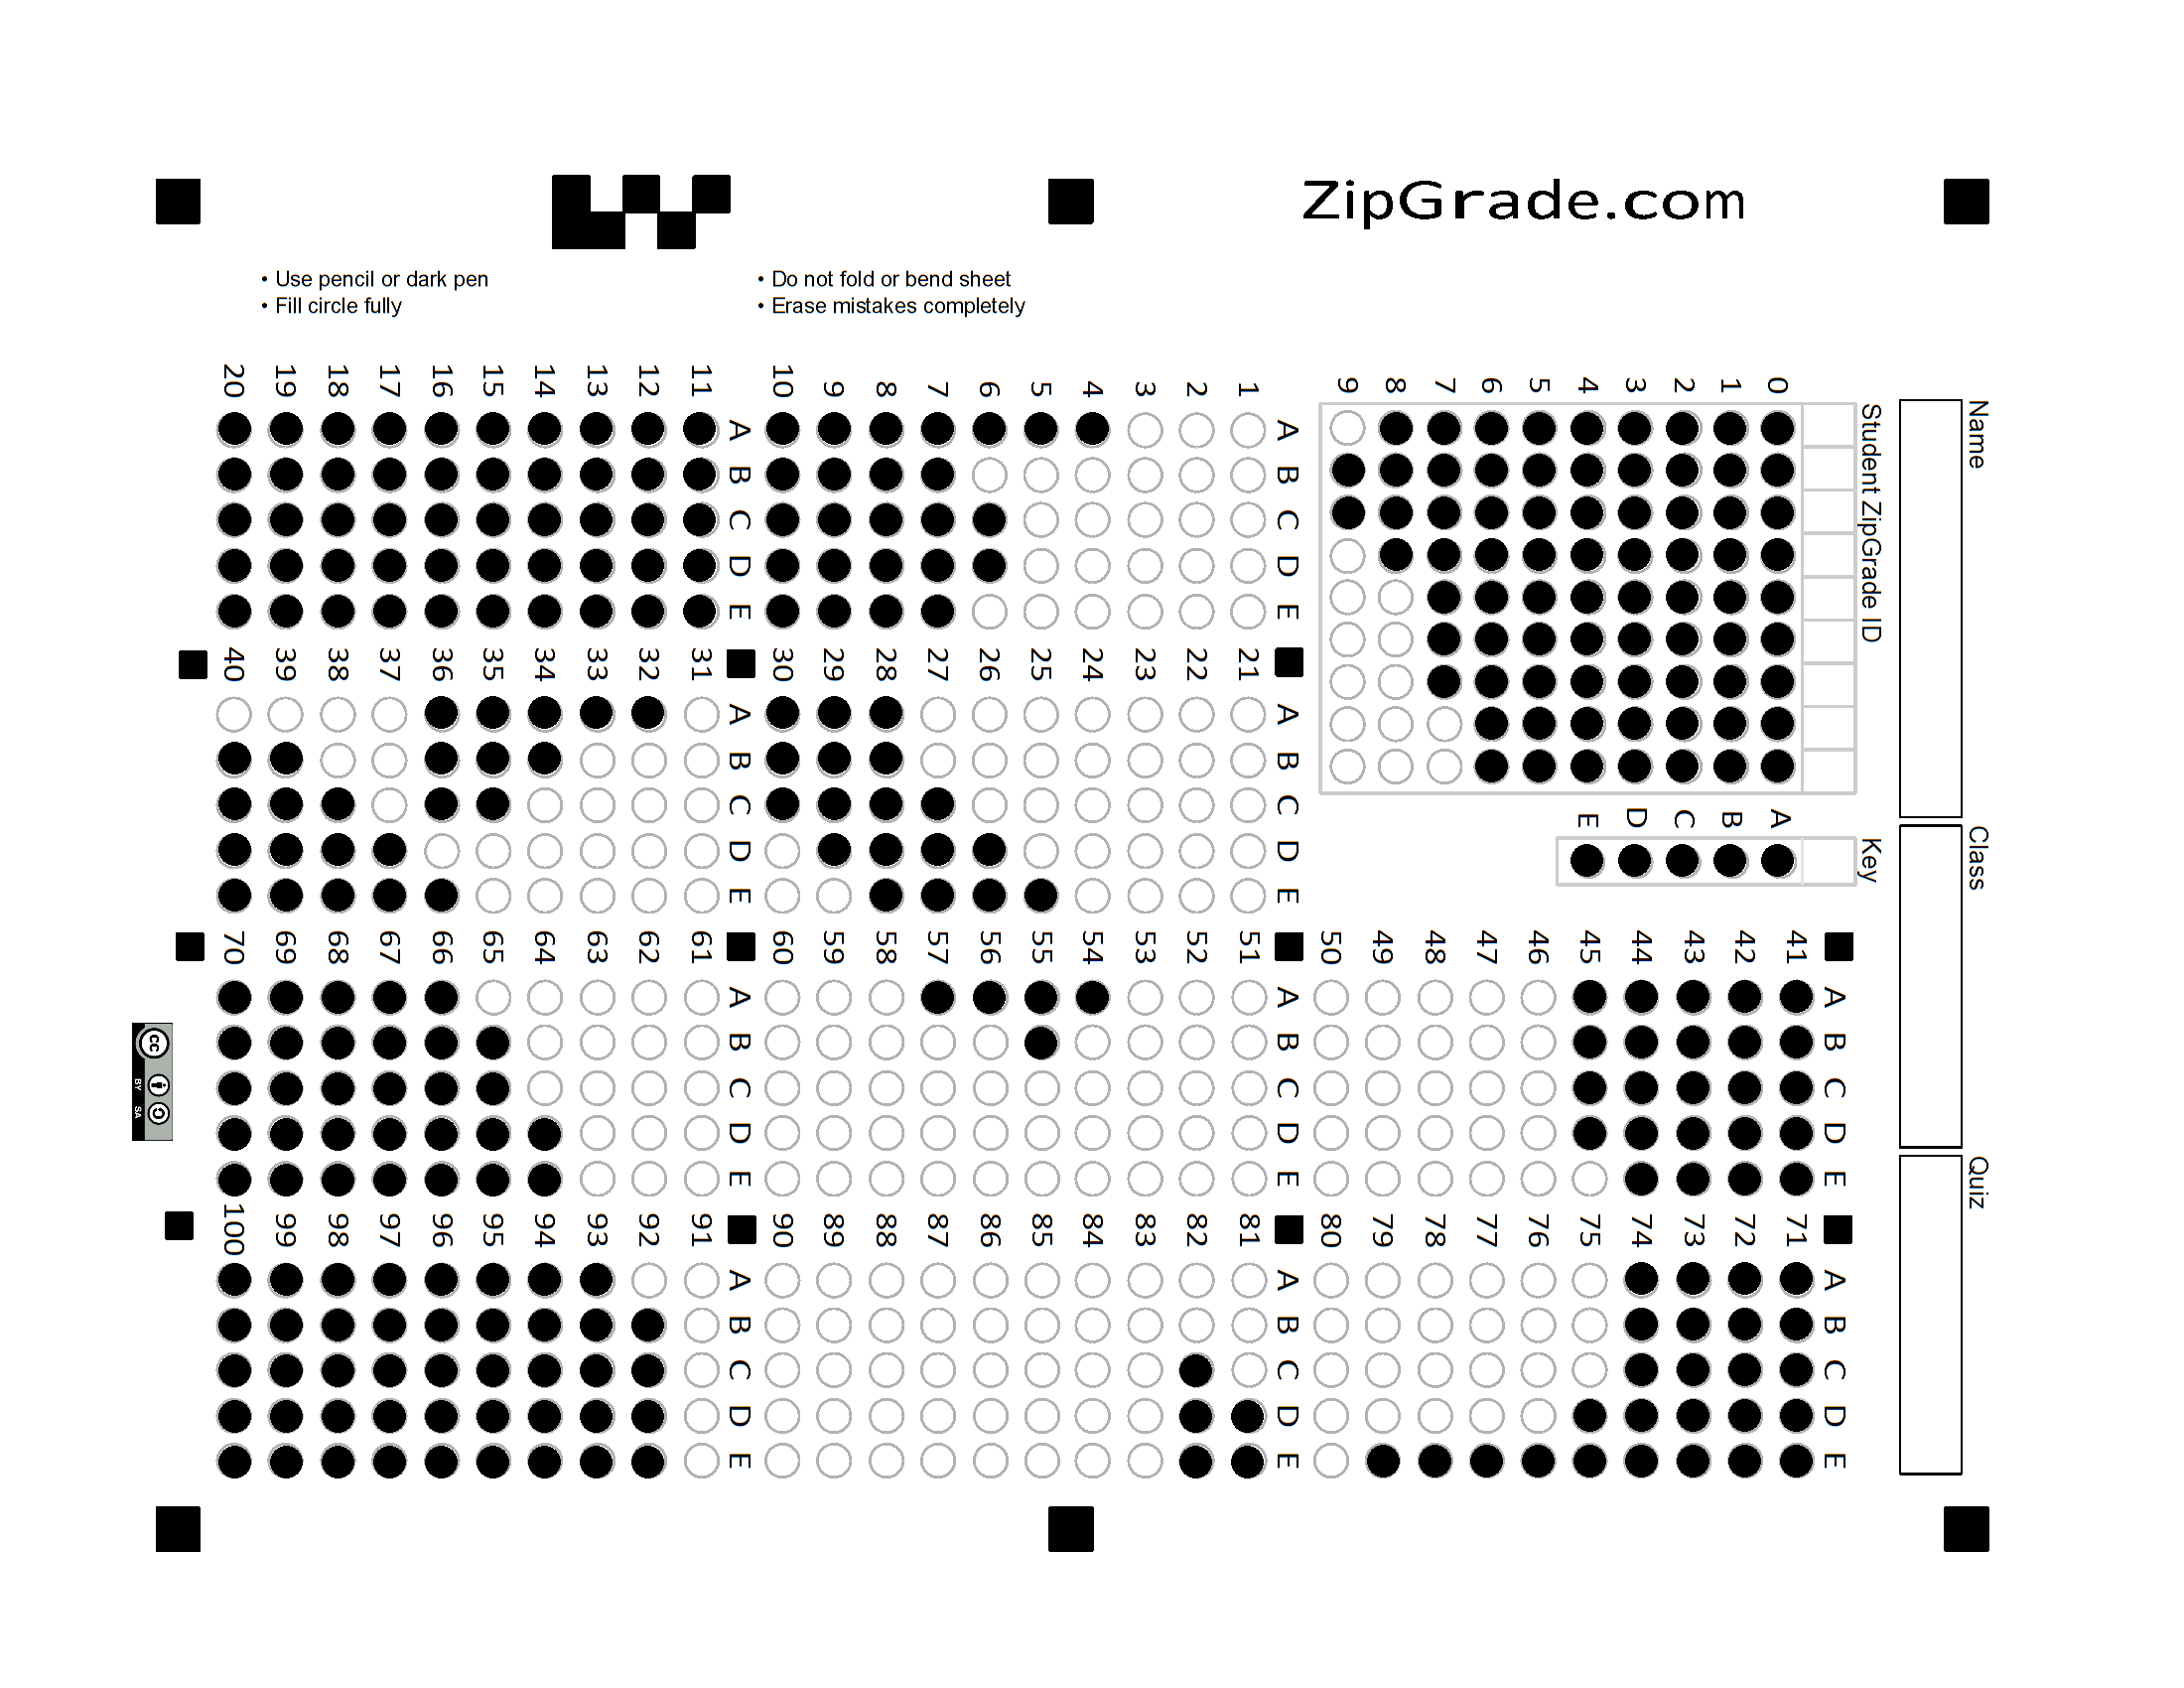 ZipGrade.com
• Use pencil or dark pen
• Fill circle fully
• Do not fold or bend sheet
• Erase mistakes completely
20 19 18 17 16 15 14 13 12 11
A B C D E
10 9 8 7 6 5 4 3 2 1
A B C D E
9 8 7 6 5 4 3 2 1 0
Student ZipGrade ID
Name
40 39 38 37 36 35 34 33 32 31
A B C D E
30 29 28 27 26 25 24 23 22 21
A B C D E
E D C B A
Key
Class
70 69 68 67 66 65 64 63 62 61
A B C D E
60 59 58 57 56 55 54 53 52 51
A B C D E
50 49 48 47 46 45 44 43 42 41
A B C D E
Quiz
100 99 98 97 96 95 94 93 92 91
A B C D E
90 89 88 87 86 85 84 83 82 81
A B C D E
80 79 78 77 76 75 74 73 72 71
A B C D E
cc
BY SA